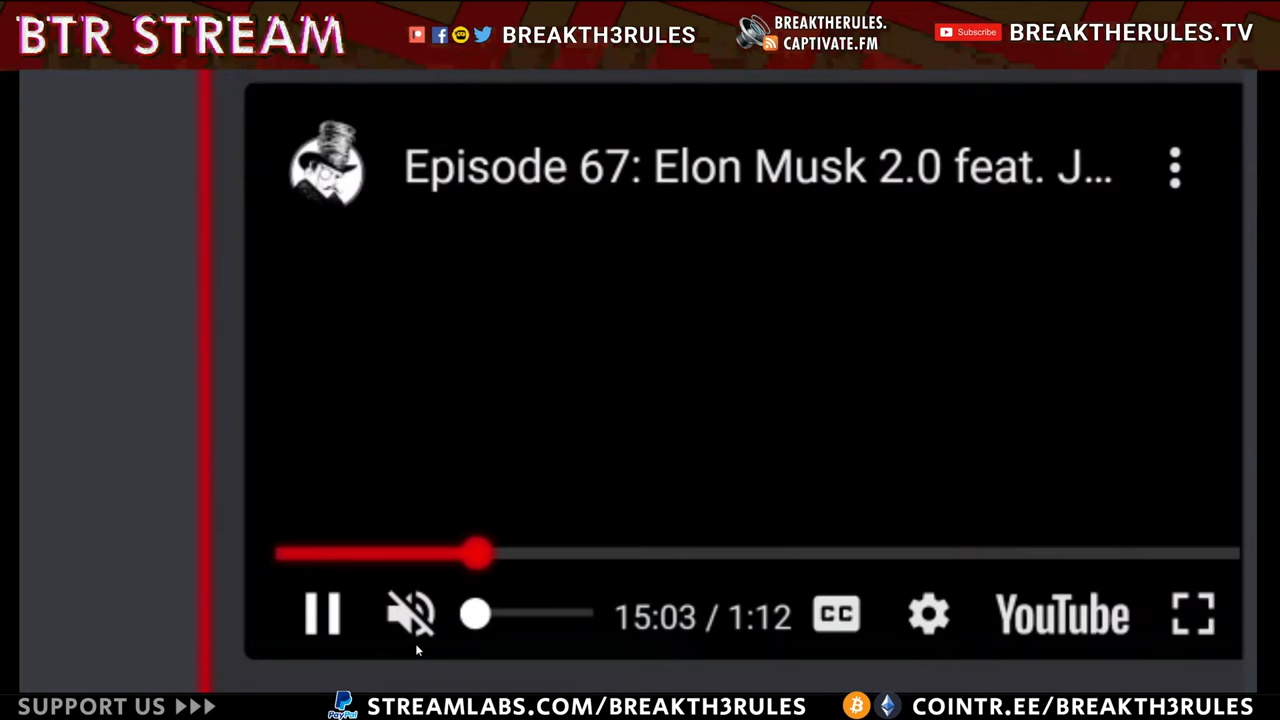 BTR STREAM
BREAKTH3RULES
BREAKTHERULES.
CAPTIVATE.FM
Subscribe
BREAKTHERULES.TV
Episode 67: Elon Musk 2.0 feat. J...
15:03 / 1:12
CC
YouTube
SUPPORT US >>>
PayPal
STREAMLABS.COM/BREAKTH3RULES
COINTR.EE/BREAKTH3RULES